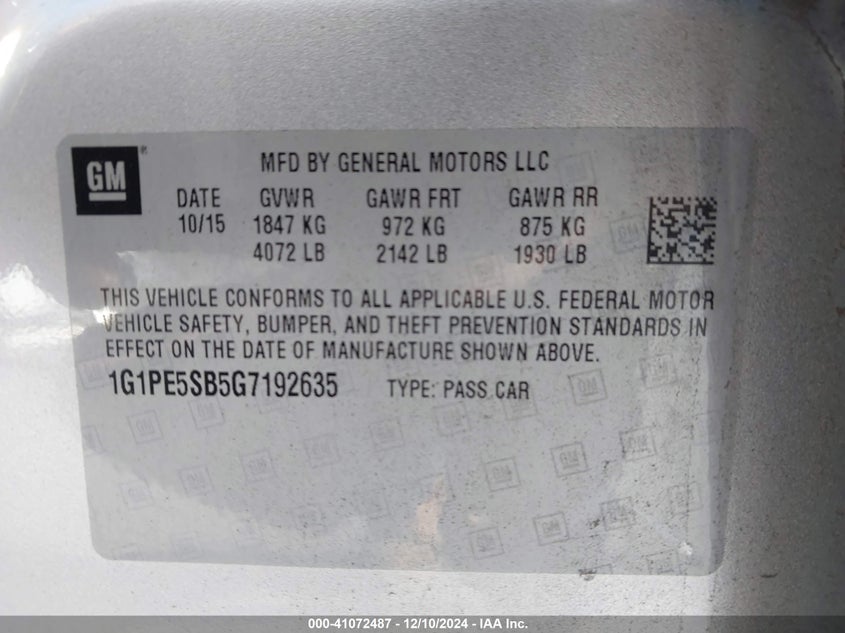 GM®
MFD BY GENERAL MOTORS LLC
DATE GVWR GAWR FRT GAWR RR
10/15 1847 KG 972 KG 875 KG
4072 LB 2142 LB 1930 LB
THIS VEHICLE CONFORMS TO ALL APPLICABLE U.S. FEDERAL MOTOR
VEHICLE SAFETY, BUMPER, AND THEFT PREVENTION STANDARDS IN
EFFECT ON THE DATE OF MANUFACTURE SHOWN ABOVE.
1G1PE5SB5G7192635 TYPE: PASS CAR
000-41072487 - 12/10/2024 - IAA Inc.